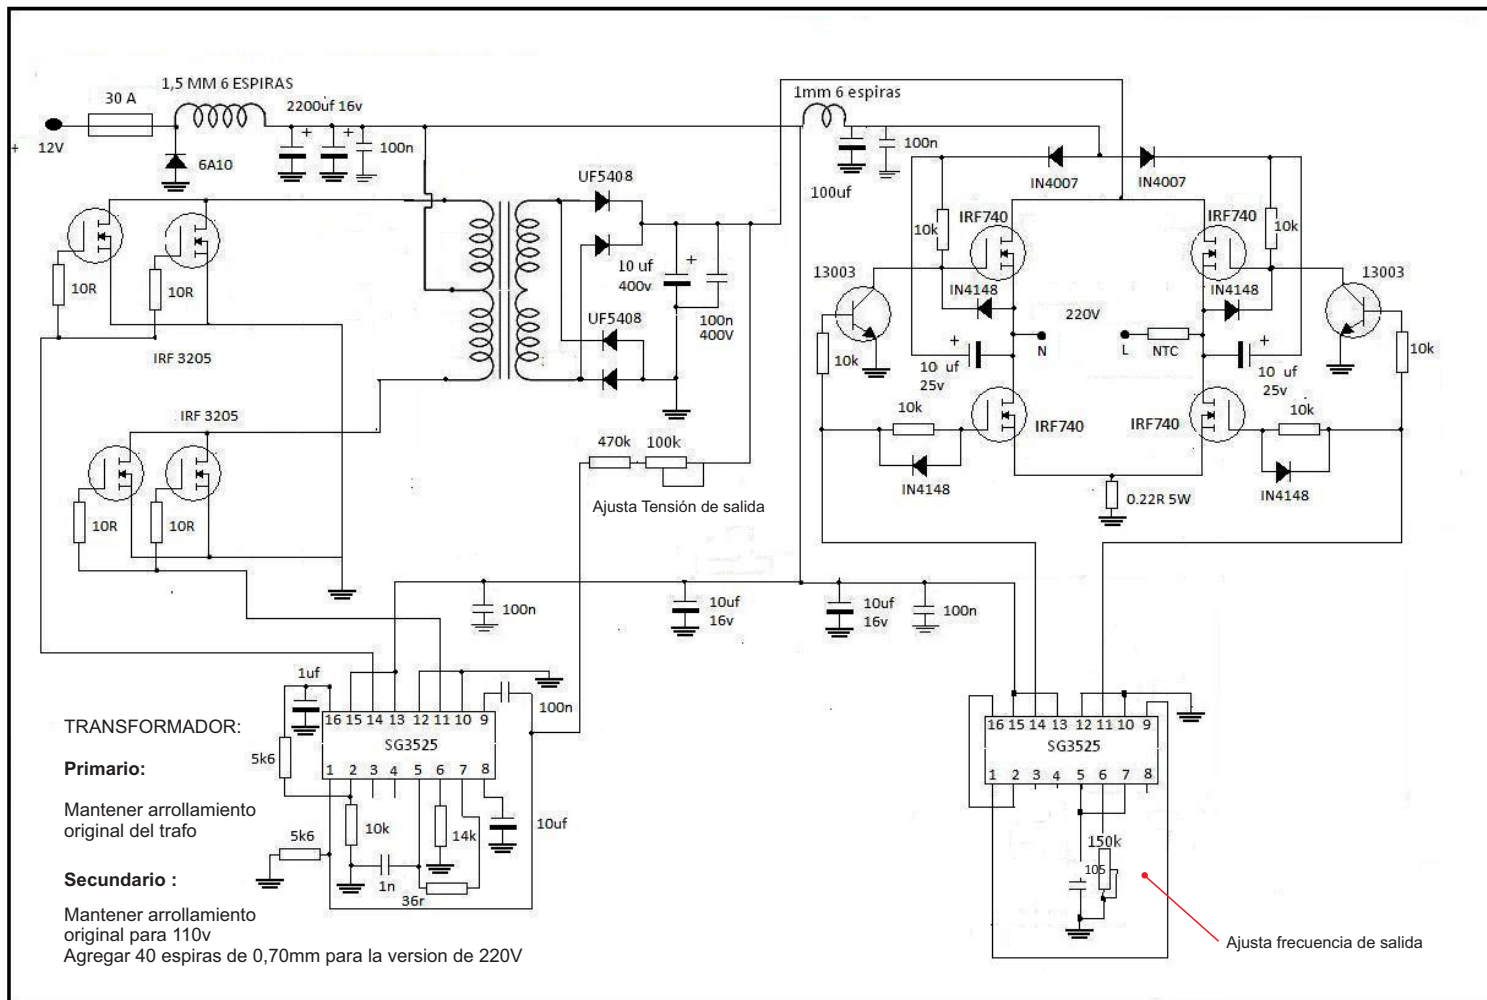 1,5 MM 6 ESPIRAS
30 A
2200uf 16v
+
+
+ 12V
6A10
100n
1mm 6 espiras
100n
100uf
IN4007
IN4007
UF5408
10 uf
400v
+
100n
400V
UF5408
10R
10R
IRF 3205
IRF 3205
10R
10R
10k
IRF740
IRF740
10k
13003
13003
IN4148
IN4148
220V
N
L
NTC
+
10 uf
25v
+
10 uf
25v
10k
10k
10k
10k
IRF740
IRF740
IN4148
IN4148
0.22R 5W
470k
100k
Ajusta Tensión de salida
100n
10uf
16v
10uf
16v
100n
1uf
100n
16 15 14 13 12 11 10 9
SG3525
1 2 3 4 5 6 7 8
5k6
5k6
10k
1n
36r
14k
10uf
16 15 14 13 12 11 10 9
SG3525
1 2 3 4 5 6 7 8
150k
105
Ajusta frecuencia de salida
TRANSFORMADOR:
Primario:
Mantener arrollamiento
original del trafo
Secundario :
Mantener arrollamiento
original para 110v
Agregar 40 espiras de 0,70mm para la version de 220V